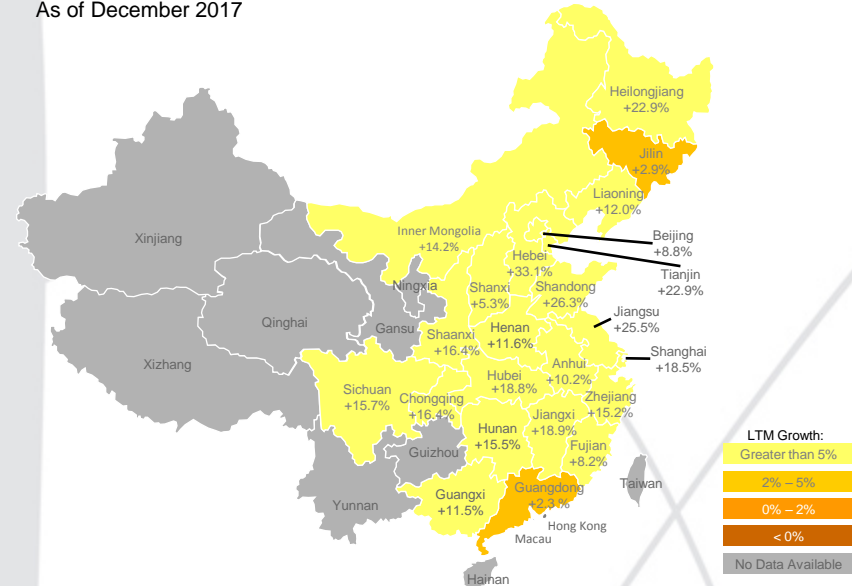 As of December 2017
Heilongjiang
+22.9%
Jilin
+2.9%
Liaoning
+12.0%
Inner Mongolia
+14.2%
Beijing
+8.8%
Xinjiang
Hebei
+33.1%
Tianjin
+22.9%
Ningxia
Shanxi
+5.3%
Shandong
+26.3%
Jiangsu
+25.5%
Qinghai
Gansu
Shaanxi
+16.4%
Henan
+11.6%
Shanghai
+18.5%
Xizhang
Anhui
+10.2%
Hubei
+18.8%
Sichuan
+15.7%
Chongqing
+16.4%
Zhejiang
+15.2%
Hunan
+15.5%
Jiangxi
+18.9%
Fujian
+8.2%
Guizhou
Yunnan
Guangxi
+11.5%
Guangdong
+2.3 %
Taiwan
Hong Kong
Macau
Hainan
LTM Growth:
Greater than 5%
2% – 5%
0% – 2%
< 0%
No Data Available